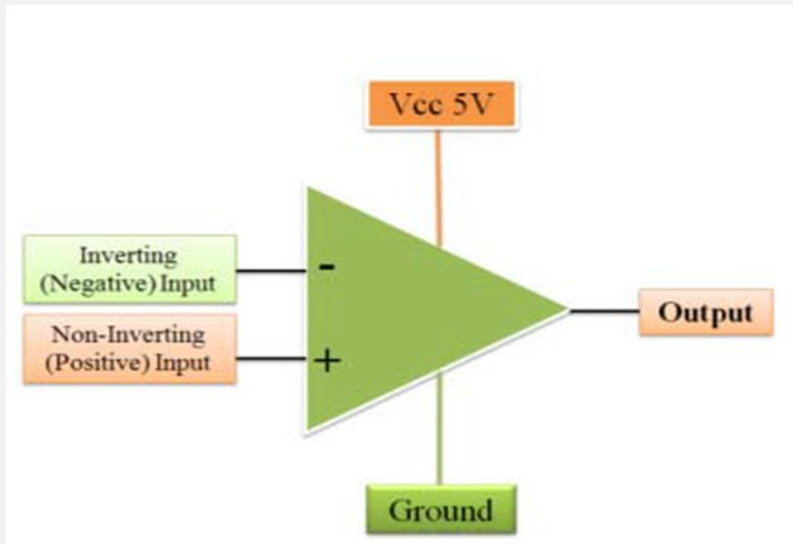 Vcc 5V
Inverting
(Negative) Input
-
Non-Inverting
(Positive) Input
+
Output
Ground